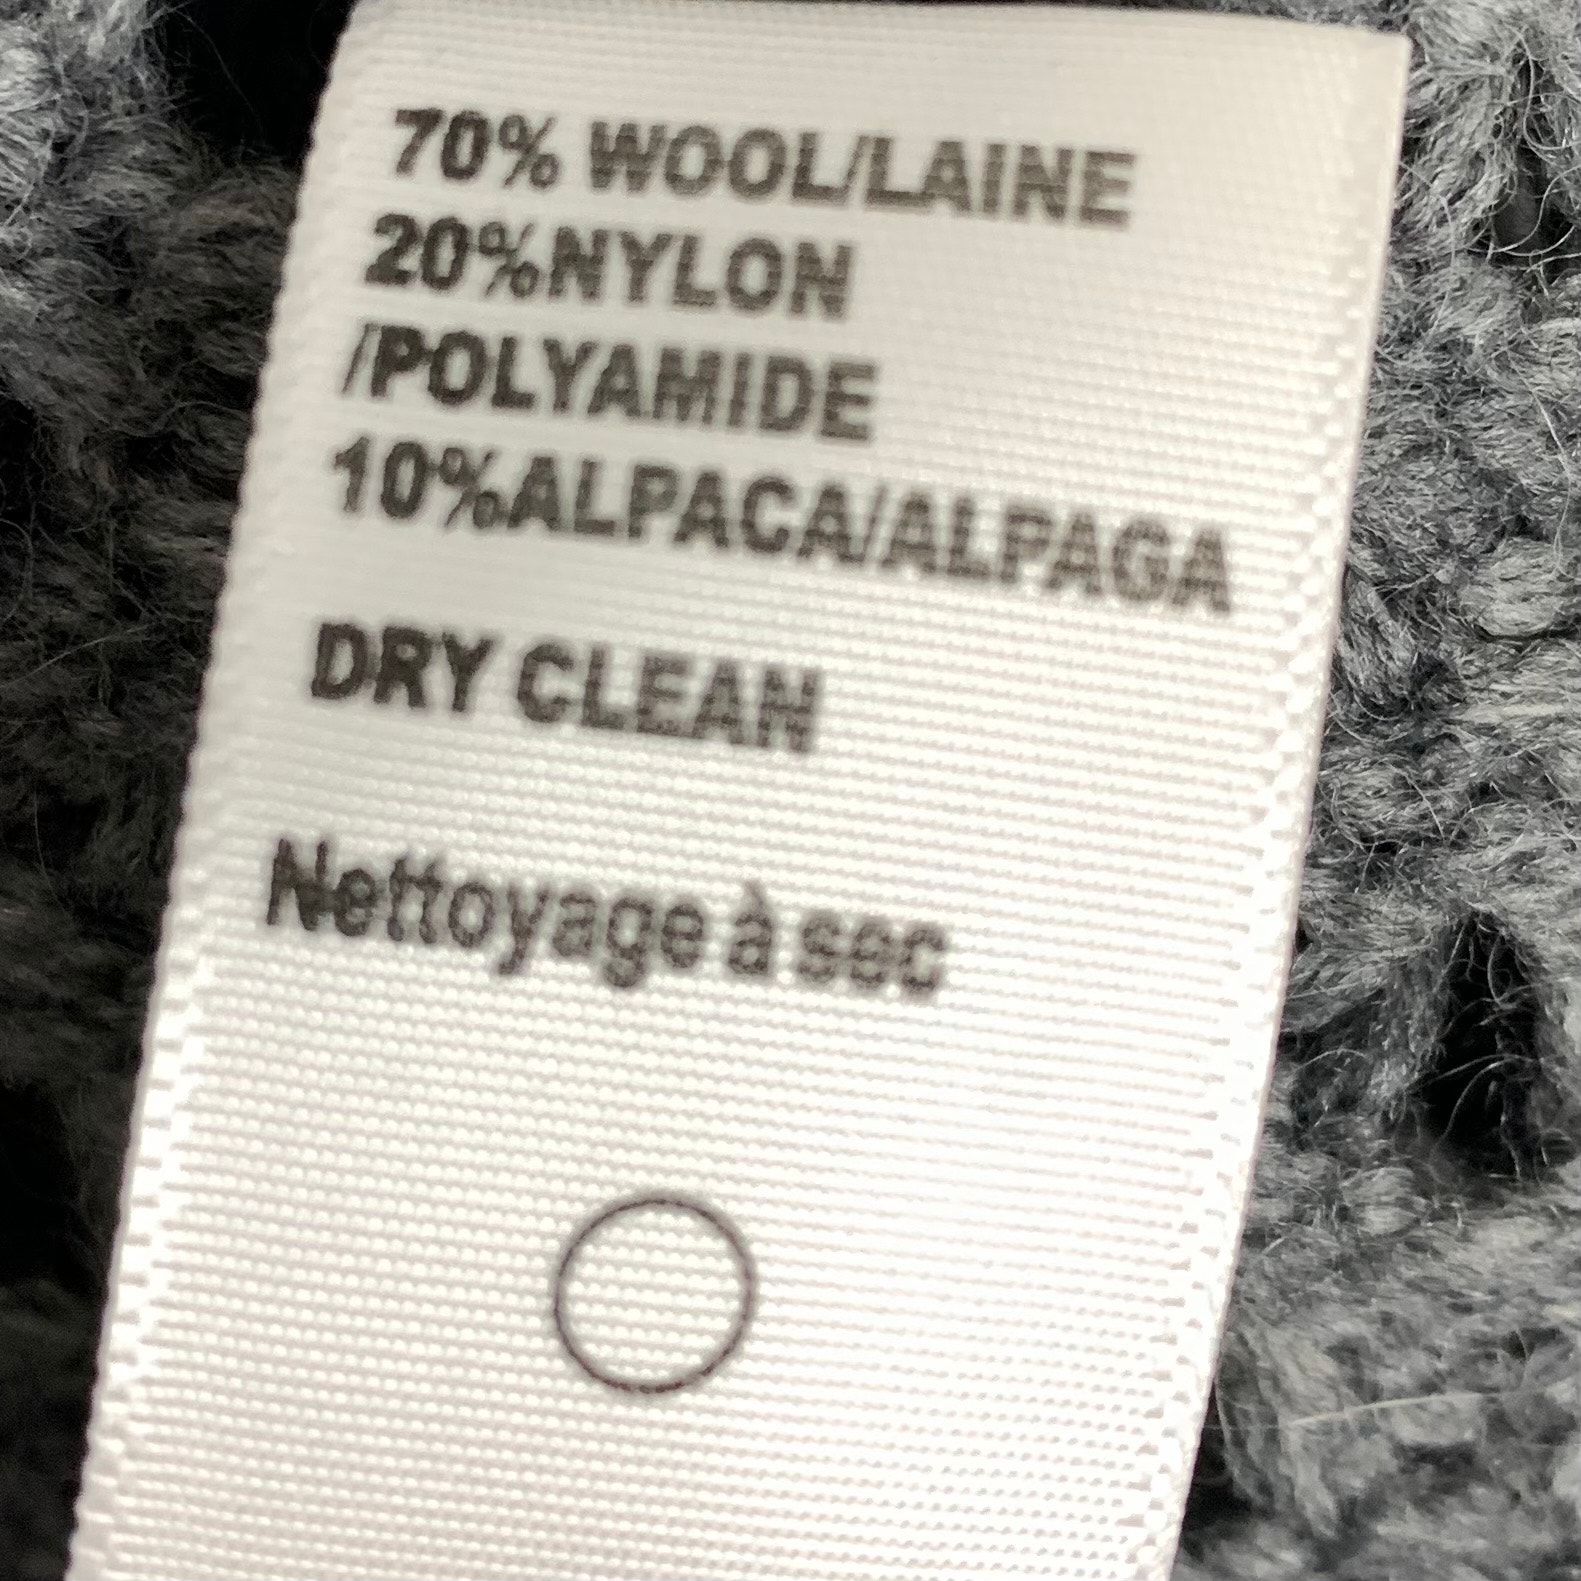 70% WOOL/LAINE
20%NYLON
/POLYAMIDE
10%ALPACA/ALPAGA
DRY CLEAN
Nettoyage à sec